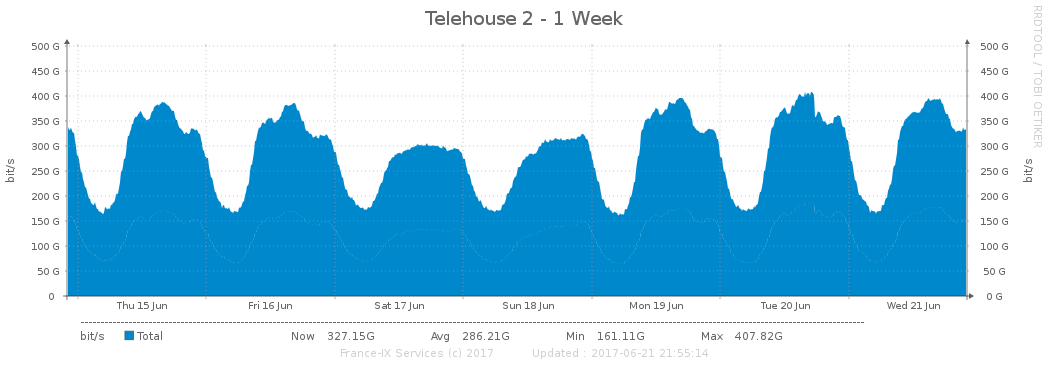 Telehouse 2 - 1 Week
RRDTOOL / TOBI OETIKER
500 G 500 G
450 G 450 G
400 G 400 G
350 G 350 G
300 G 300 G
250 G 250 G
200 G 200 G
150 G 150 G
100 G 100 G
50 G 50 G
0 0 G
bit/s bit/s
Thu 15 Jun Fri 16 Jun Sat 17 Jun Sun 18 Jun Mon 19 Jun Tue 20 Jun Wed 21 Jun
bit/s Total Now 327.15G Avg 286.21G Min 161.11G Max 407.82G
France-IX Services (c) 2017 Updated : 2017-06-21 21:55:14